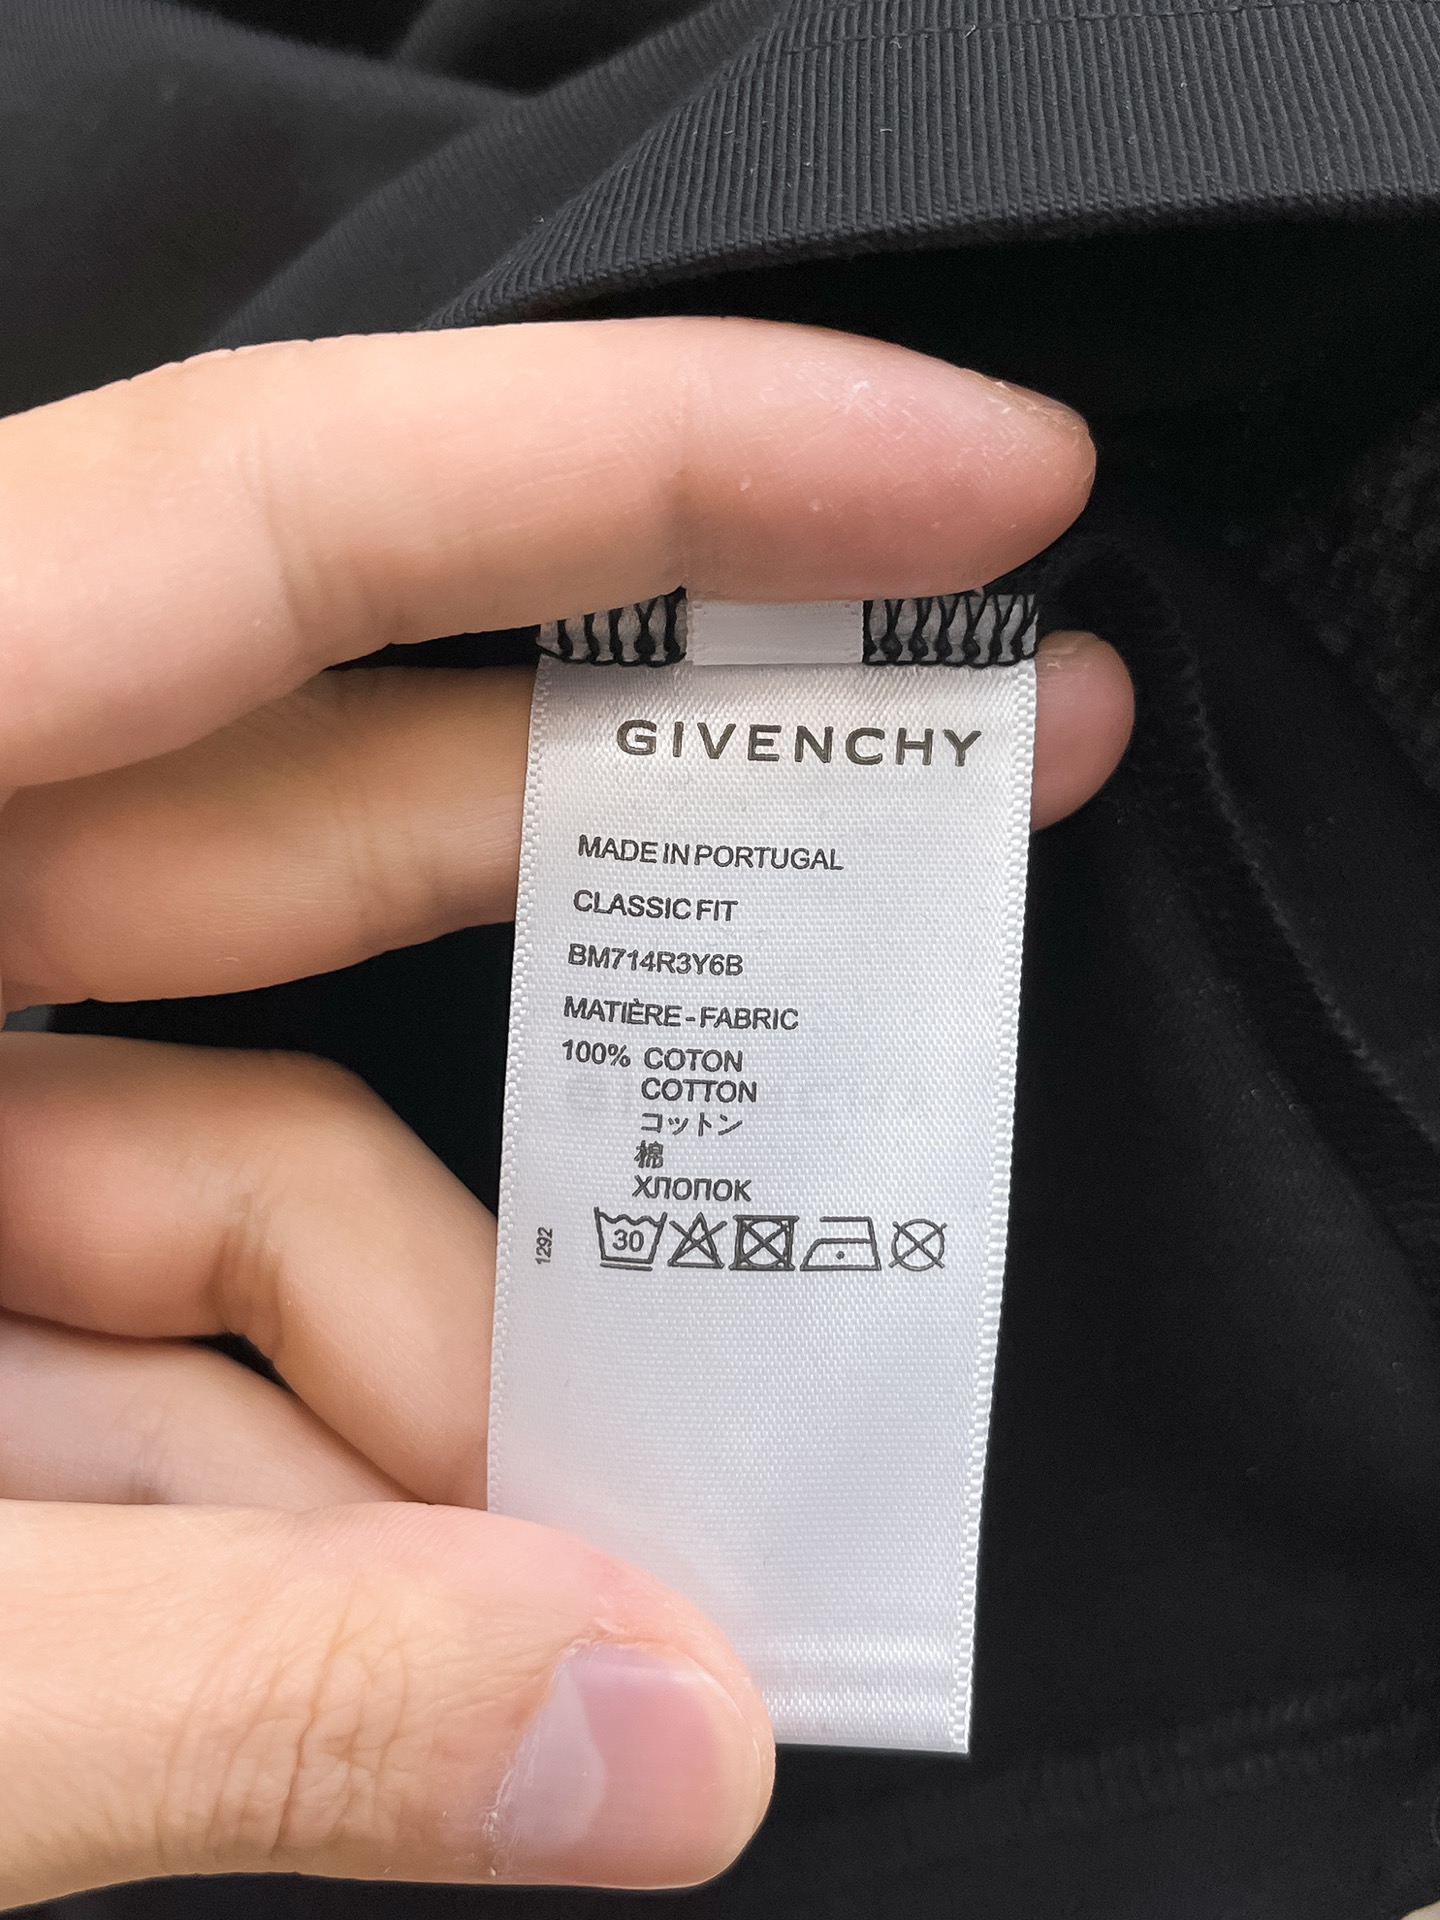 GIVENCHY
MADE IN PORTUGAL
CLASSIC FIT
BM714R3Y6B
MATIÈRE - FABRIC
100% COTON
COTTON
コットン
棉
ХЛОПОК
1292
30